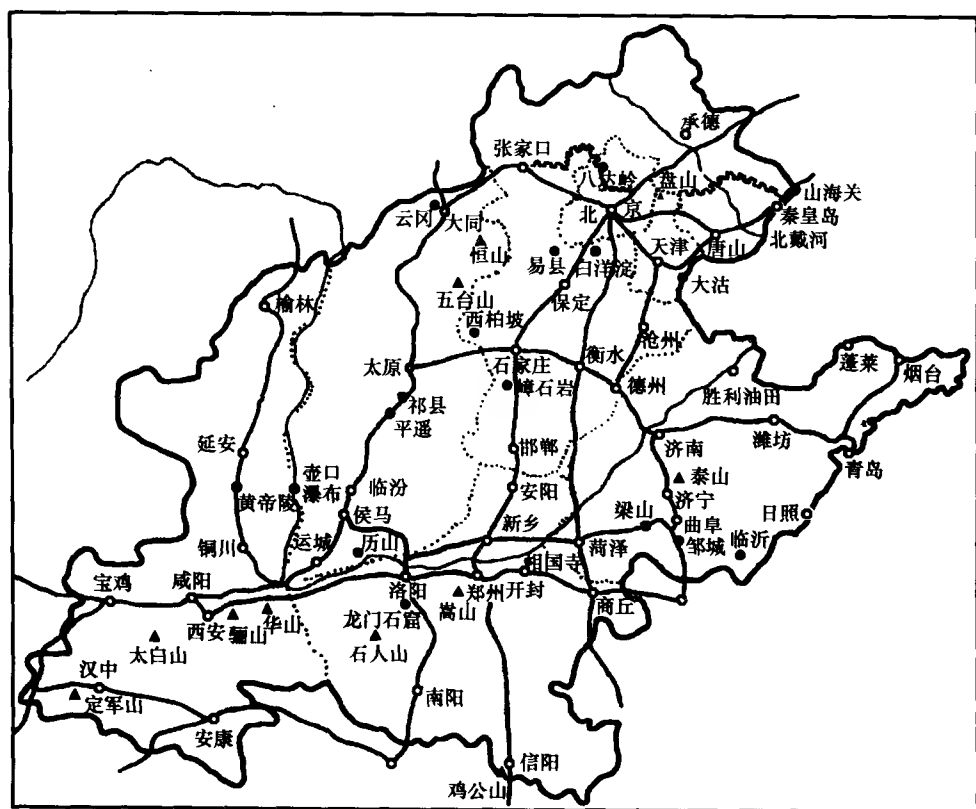 承德
张家口
八达岭
盘山
山海关
云冈
大同
北京
秦皇岛
恒山
天津
唐山
北戴河
易县
白洋淀
大沽
五台山
保定
榆林
西柏坡
沧州
太原
石家庄
衡水
蓬莱
烟台
嶂石岩
德州
胜利油田
祁县
平遥
潍坊
延安
邯郸
济南
青岛
壶口
瀑布
泰山
黄帝陵
临汾
安阳
济宁
侯马
新乡
梁山
曲阜
日照
铜川
运城
历山
菏泽
邹城
临沂
相国寺
宝鸡
咸阳
洛阳
郑州
开封
商丘
西安
骊山
华山
龙门石窟
嵩山
太白山
石人山
汉中
定军山
南阳
安康
信阳
鸡公山